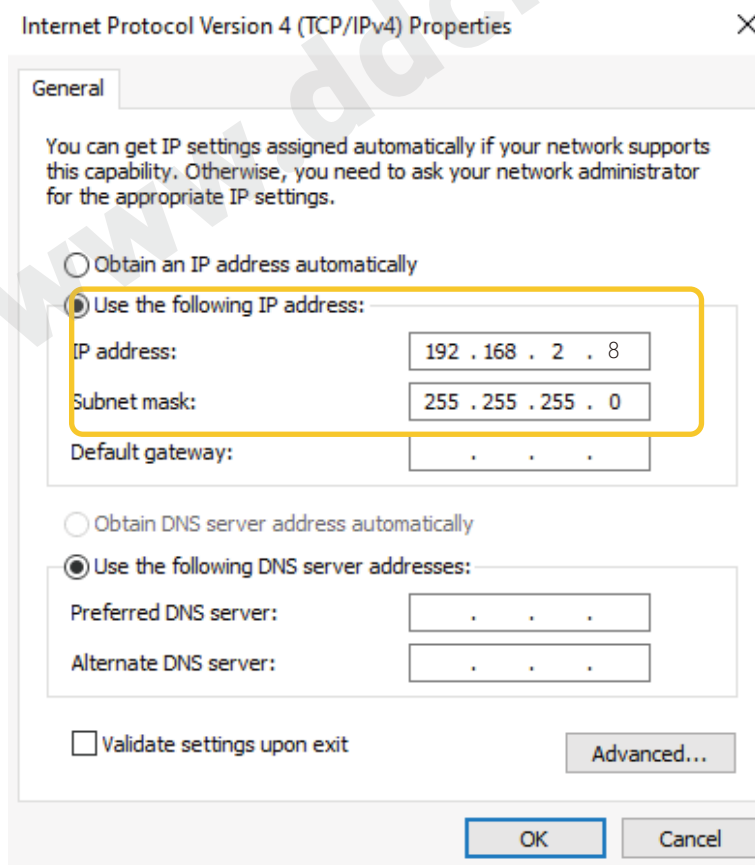 Internet Protocol Version 4 (TCP/IPv4) Properties
General
You can get IP settings assigned automatically if your network supports
this capability. Otherwise, you need to ask your network administrator
for the appropriate IP settings.
Obtain an IP address automatically
Use the following IP address:
IP address: 192 . 168 . 2 . 8
Subnet mask: 255 . 255 . 255 . 0
Default gateway: . . .
Obtain DNS server address automatically
Use the following DNS server addresses:
Preferred DNS server: . . .
Alternate DNS server: . . .
Validate settings upon exit
Advanced...
OK Cancel